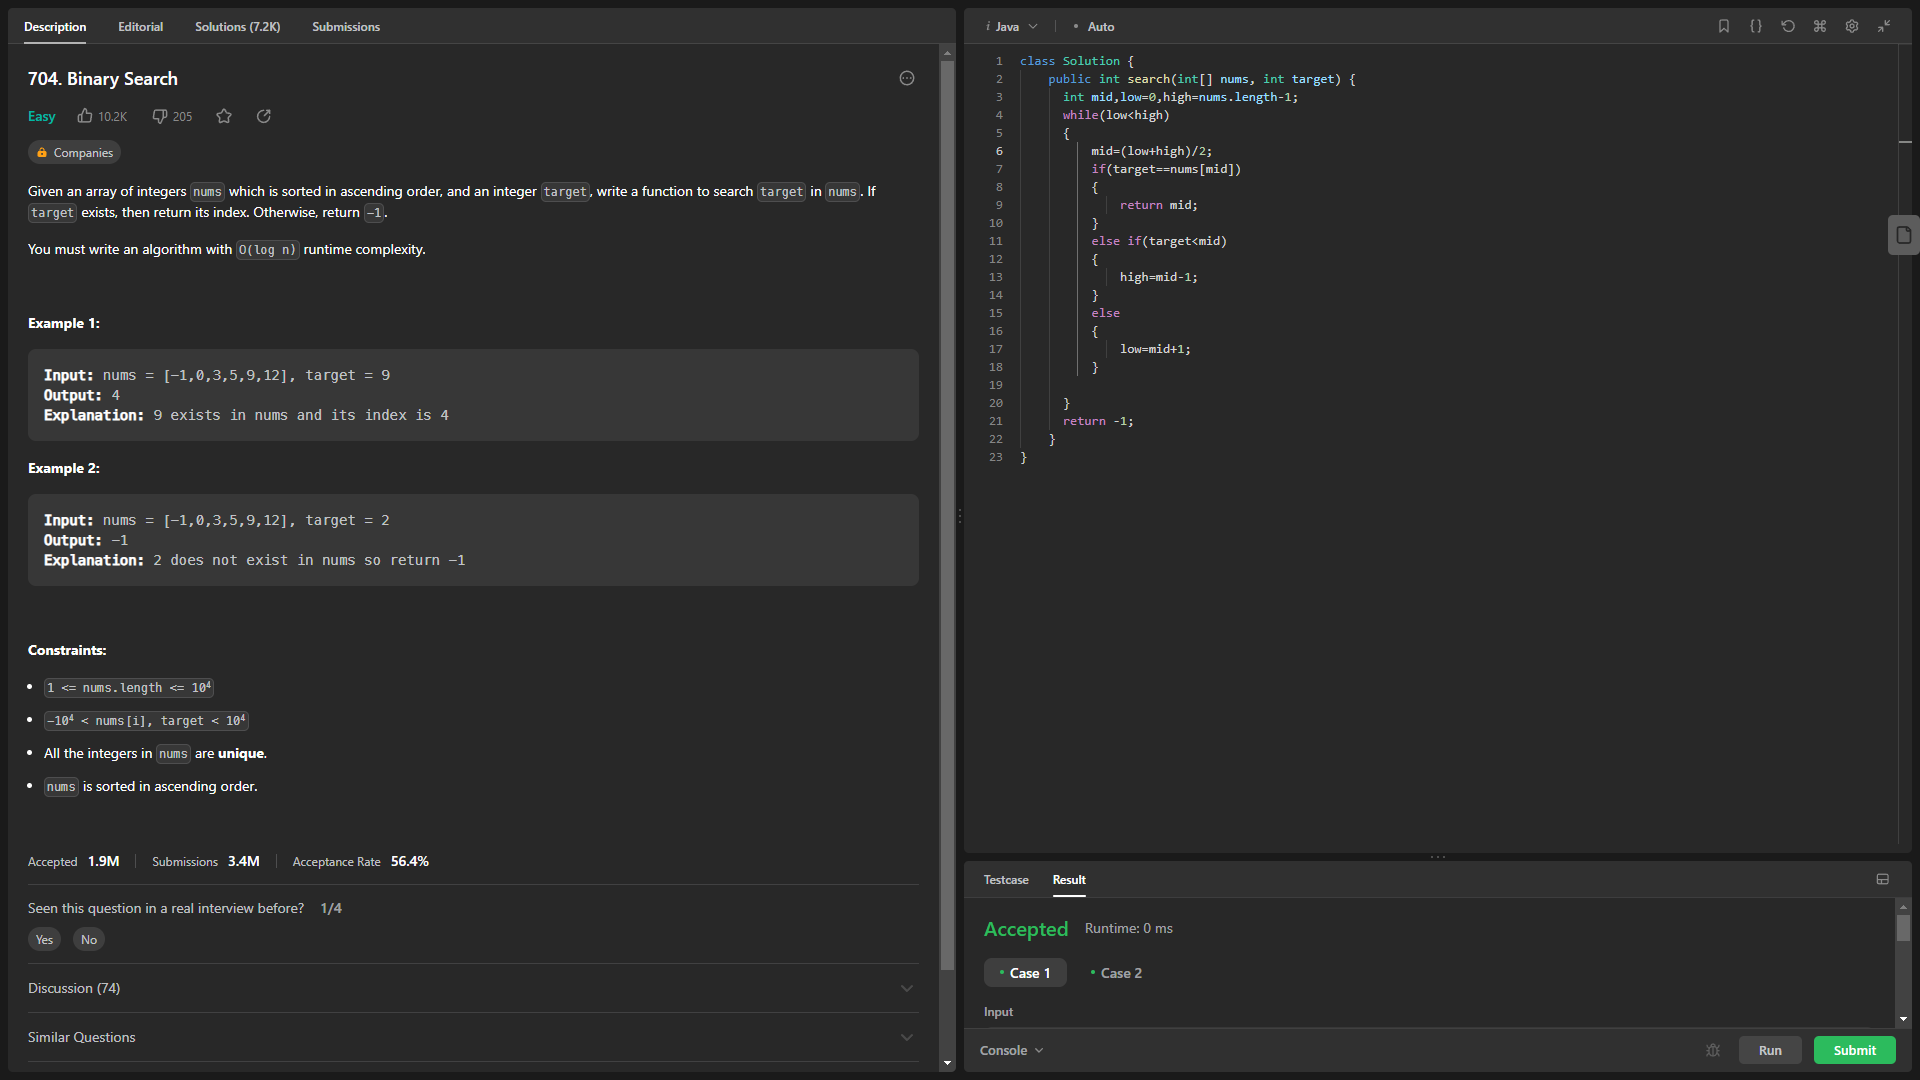 Description Editorial Solutions (7.2K) Submissions
704. Binary Search
Easy 10.2K 205
Companies
Given an array of integers nums which is sorted in ascending order, and an integer target, write a function to search target in nums. If
target exists, then return its index. Otherwise, return -1.
You must write an algorithm with O(log n) runtime complexity.
Example 1:
Input: nums = [-1,0,3,5,9,12], target = 9
Output: 4
Explanation: 9 exists in nums and its index is 4
Example 2:
Input: nums = [-1,0,3,5,9,12], target = 2
Output: -1
Explanation: 2 does not exist in nums so return -1
Constraints:
• 1 <= nums.length <= 10⁴
• -10⁴ < nums[i], target < 10⁴
• All the integers in nums are unique.
• nums is sorted in ascending order.
Accepted 1.9M Submissions 3.4M Acceptance Rate 56.4%
Seen this question in a real interview before? 1/4
Yes No
Discussion (74)
Similar Questions
i Java • Auto
1 class Solution {
2     public int search(int[] nums, int target) {
3       int mid,low=0,high=nums.length-1;
4       while(low<high)
5       {
6           mid=(low+high)/2;
7           if(target==nums[mid])
8           {
9               return mid;
10          }
11          else if(target<mid)
12          {
13              high=mid-1;
14          }
15          else
16          {
17              low=mid+1;
18          }
19
20      }
21      return -1;
22    }
23 }
Testcase Result
Accepted Runtime: 0 ms
• Case 1 • Case 2
Input
Console Run Submit